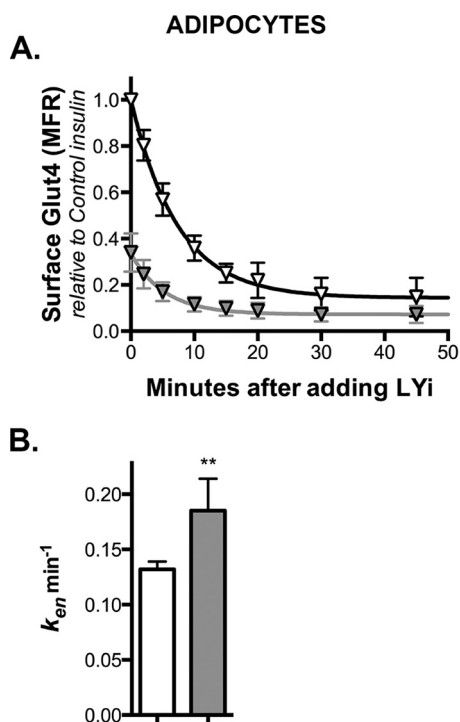 ADIPOCYTES
A.
Surface Glut4 (MFR)
relative to Control insulin
1.0
0.8
0.6
0.4
0.2
0.0
0 10 20 30 40 50
Minutes after adding LYi
B.
**
k_en min⁻¹
0.20
0.15
0.10
0.05
0.00